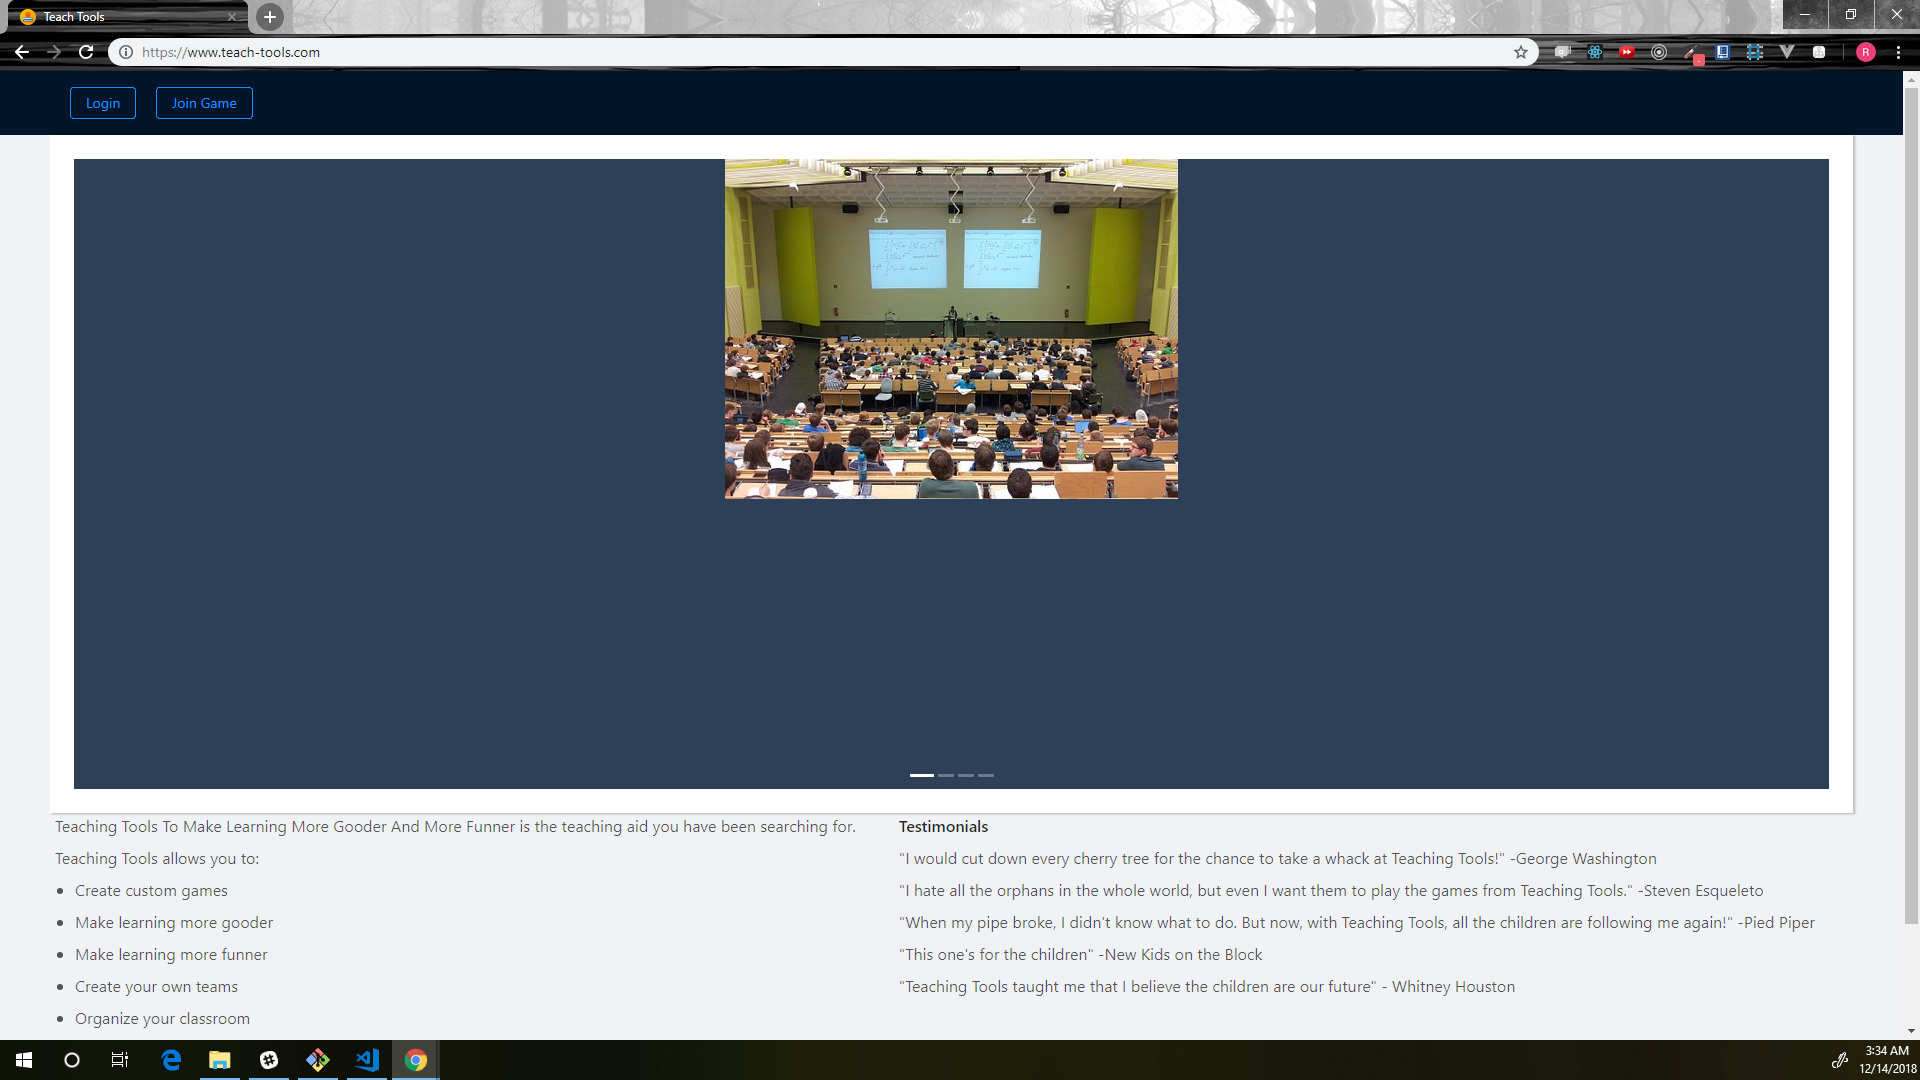 Teach Tools
https://www.teach-tools.com
R
Login
Join Game
Teaching Tools To Make Learning More Gooder And More Funner is the teaching aid you have been searching for.
Teaching Tools allows you to:
Create custom games
Make learning more gooder
Make learning more funner
Create your own teams
Organize your classroom
Testimonials
"I would cut down every cherry tree for the chance to take a whack at Teaching Tools!" -George Washington
"I hate all the orphans in the whole world, but even I want them to play the games from Teaching Tools." -Steven Esqueleto
"When my pipe broke, I didn't know what to do. But now, with Teaching Tools, all the children are following me again!" -Pied Piper
"This one's for the children" -New Kids on the Block
"Teaching Tools taught me that I believe the children are our future" - Whitney Houston
3:34 AM
12/14/2018